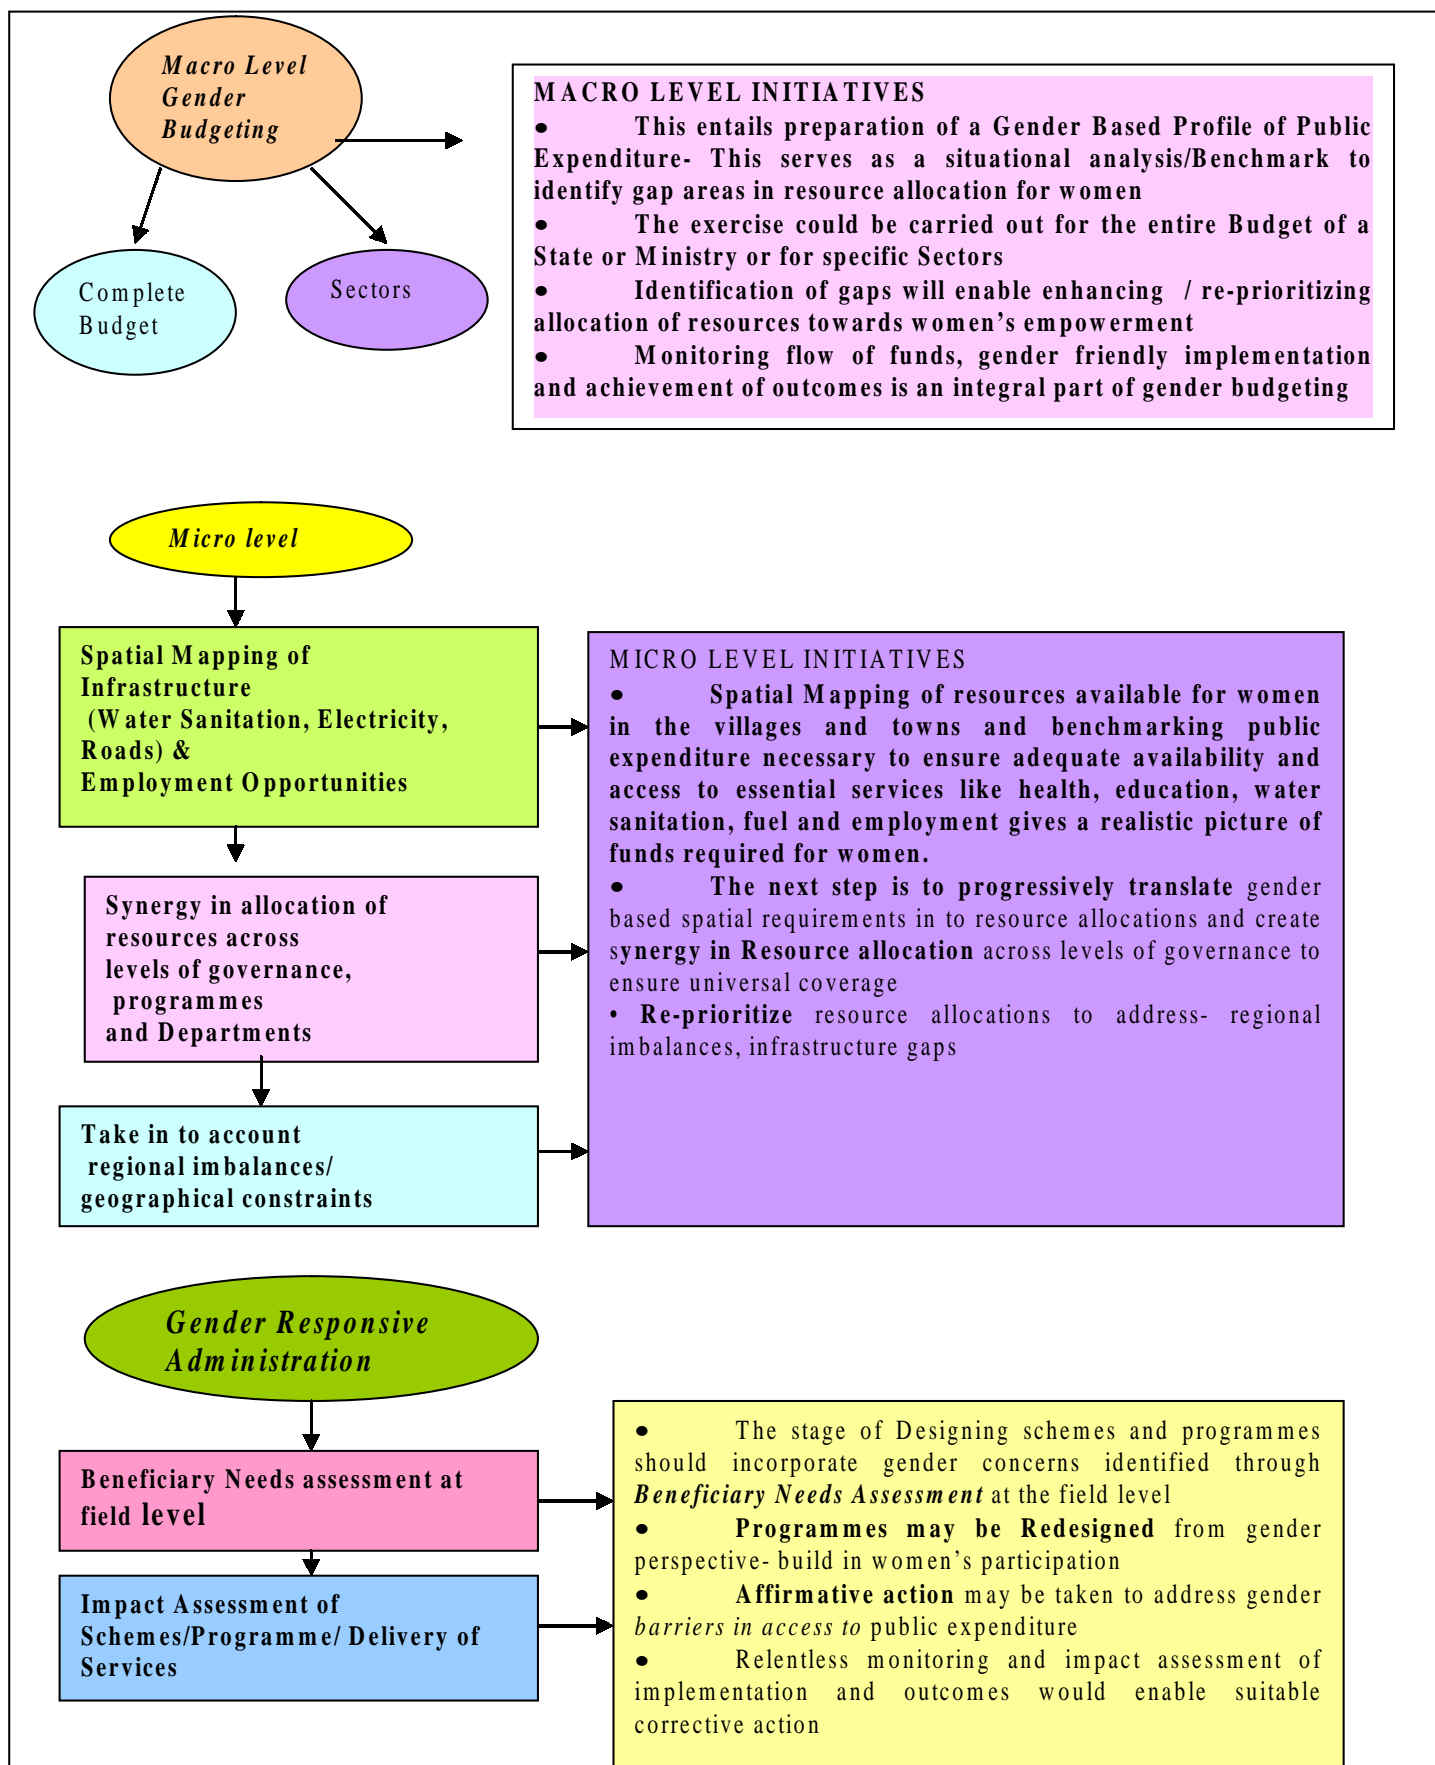 Macro Level
Gender
Budgeting
Complete
Budget
Sectors
MACRO LEVEL INITIATIVES
● This entails preparation of a Gender Based Profile of Public
Expenditure- This serves as a situational analysis/Benchmark to
identify gap areas in resource allocation for women
● The exercise could be carried out for the entire Budget of a
State or Ministry or for specific Sectors
● Identification of gaps will enable enhancing / re-prioritizing
allocation of resources towards women’s empowerment
● Monitoring flow of funds, gender friendly implementation
and achievement of outcomes is an integral part of gender budgeting
Micro level
Spatial Mapping of
Infrastructure
(Water Sanitation, Electricity,
Roads) &
Employment Opportunities
Synergy in allocation of
resources across
levels of governance,
programmes
and Departments
Take in to account
regional imbalances/
geographical constraints
MICRO LEVEL INITIATIVES
● Spatial Mapping of resources available for women
in the villages and towns and benchmarking public
expenditure necessary to ensure adequate availability and
access to essential services like health, education, water
sanitation, fuel and employment gives a realistic picture of
funds required for women.
● The next step is to progressively translate gender
based spatial requirements in to resource allocations and create
synergy in Resource allocation across levels of governance to
ensure universal coverage
• Re-prioritize resource allocations to address- regional
imbalances, infrastructure gaps
Gender Responsive
Administration
Beneficiary Needs assessment at
field level
Impact Assessment of
Schemes/Programme/ Delivery of
Services
● The stage of Designing schemes and programmes
should incorporate gender concerns identified through
Beneficiary Needs Assessment at the field level
● Programmes may be Redesigned from gender
perspective- build in women’s participation
● Affirmative action may be taken to address gender
barriers in access to public expenditure
● Relentless monitoring and impact assessment of
implementation and outcomes would enable suitable
corrective action